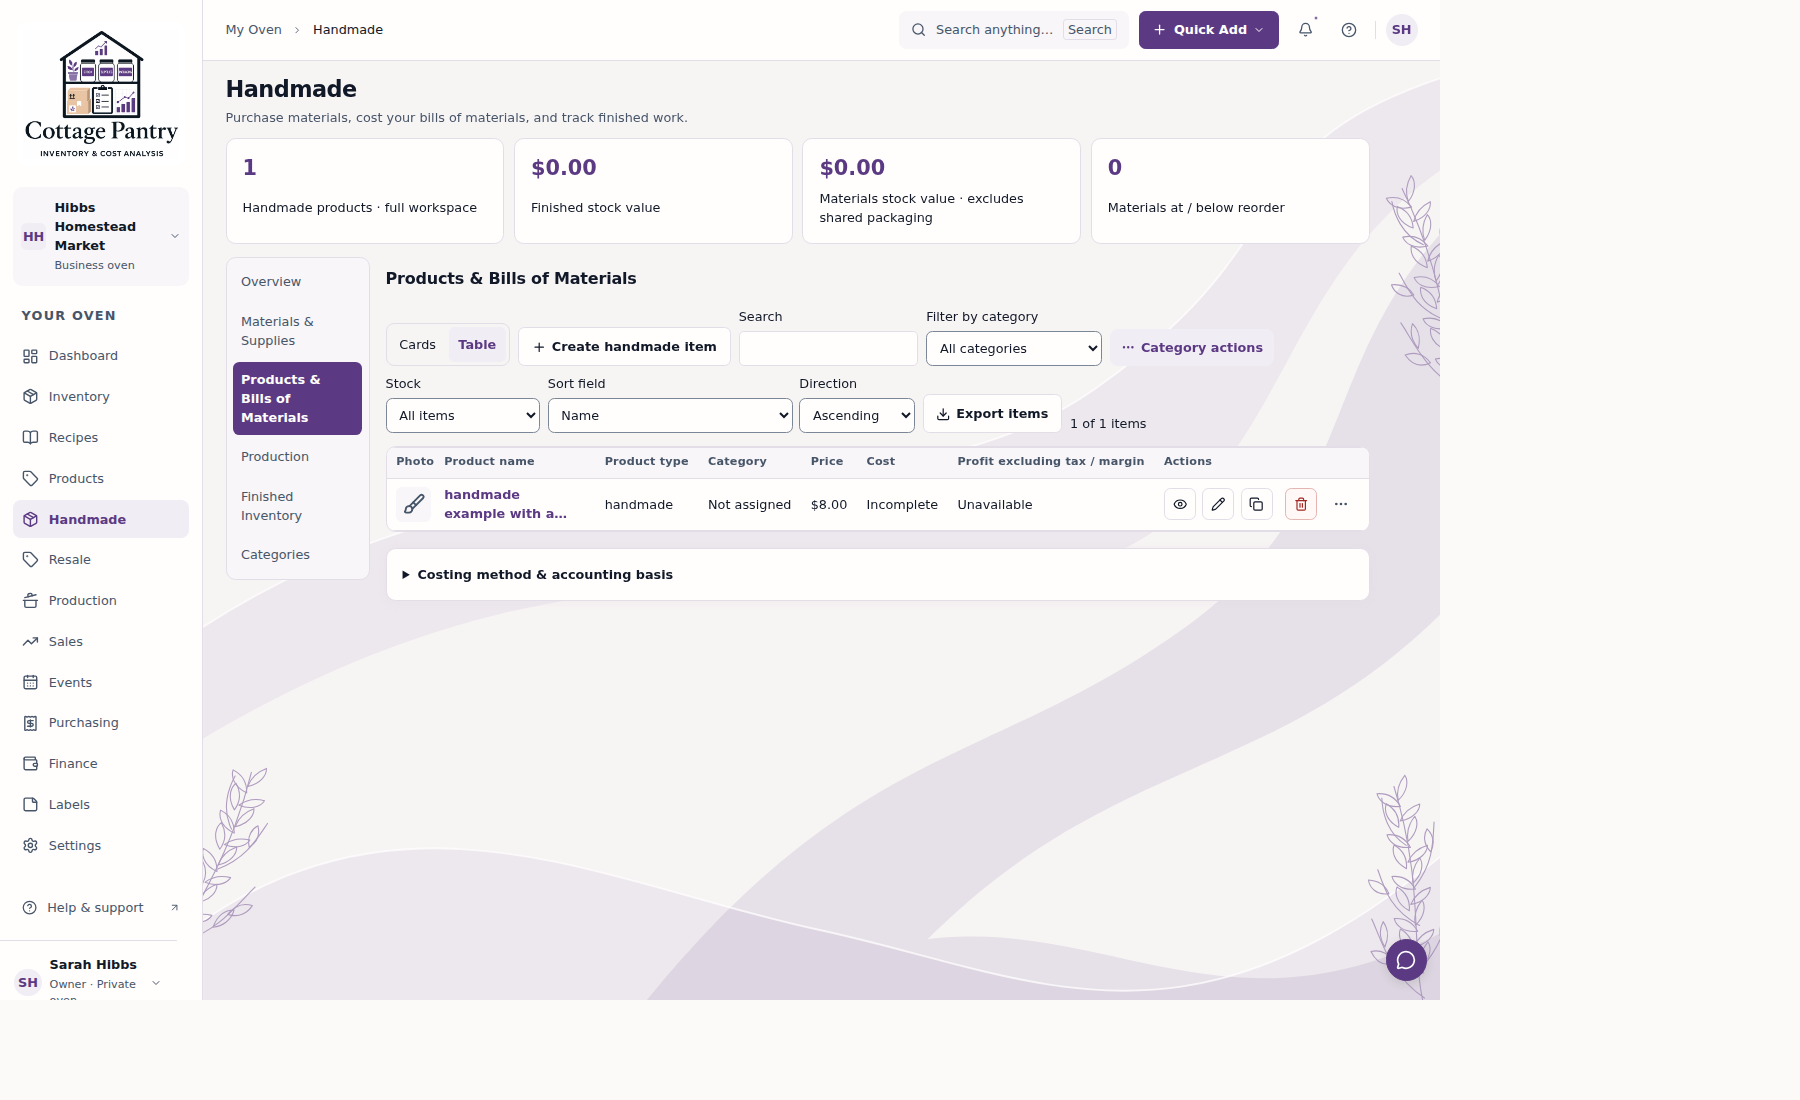 My Oven › Handmade
Search anything... Search
Quick Add
SH
Cottage Pantry
INVENTORY & COST ANALYSIS
HH
Hibbs
Homestead
Market
Business oven
YOUR OVEN
Dashboard
Inventory
Recipes
Products
Handmade
Resale
Production
Sales
Events
Purchasing
Finance
Labels
Settings
Help & support
SH
Sarah Hibbs
Owner · Private
Handmade
Purchase materials, cost your bills of materials, and track finished work.
1
Handmade products · full workspace
$0.00
Finished stock value
$0.00
Materials stock value · excludes
shared packaging
0
Materials at / below reorder
Overview
Materials &
Supplies
Products &
Bills of
Materials
Production
Finished
Inventory
Categories
Products & Bills of Materials
Cards Table
Create handmade item
Search
Filter by category
All categories
··· Category actions
Stock
All items
Sort field
Name
Direction
Ascending
Export items
1 of 1 items
Photo Product name Product type Category Price Cost Profit excluding tax / margin Actions
handmade
example with a...
handmade Not assigned $8.00 Incomplete Unavailable
Costing method & accounting basis